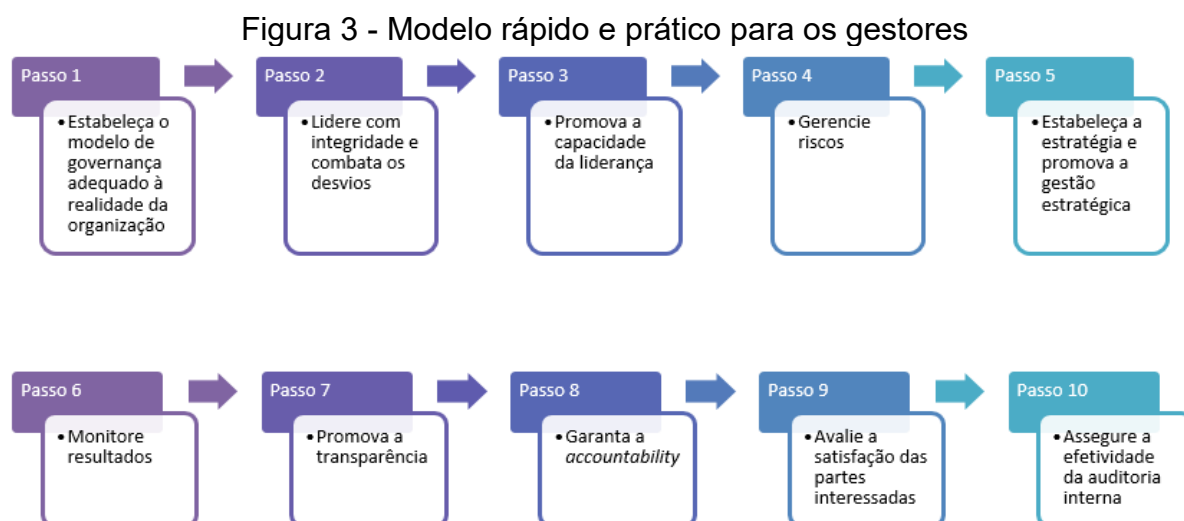 Figura 3 - Modelo rápido e prático para os gestores
Passo 1
• Estabeleça o
modelo de
governança
adequado à
realidade da
organização
Passo 2
• Lidere com
integridade e
combata os
desvios
Passo 3
• Promova a
capacidade
da liderança
Passo 4
• Gerencie
riscos
Passo 5
• Estabeleça a
estratégia e
promova a
gestão
estratégica
Passo 6
• Monitore
resultados
Passo 7
• Promova a
transparência
Passo 8
• Garanta a
accountability
Passo 9
• Avalie a
satisfação das
partes
interessadas
Passo 10
• Assegure a
efetividade
da auditoria
interna